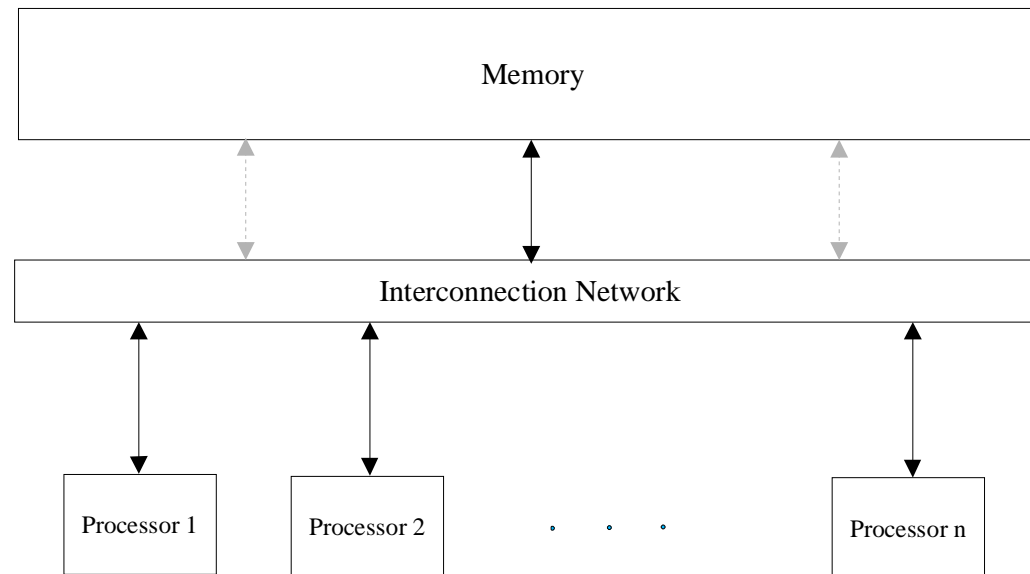 Memory
Interconnection Network
Processor 1
Processor 2
. . .
Processor n